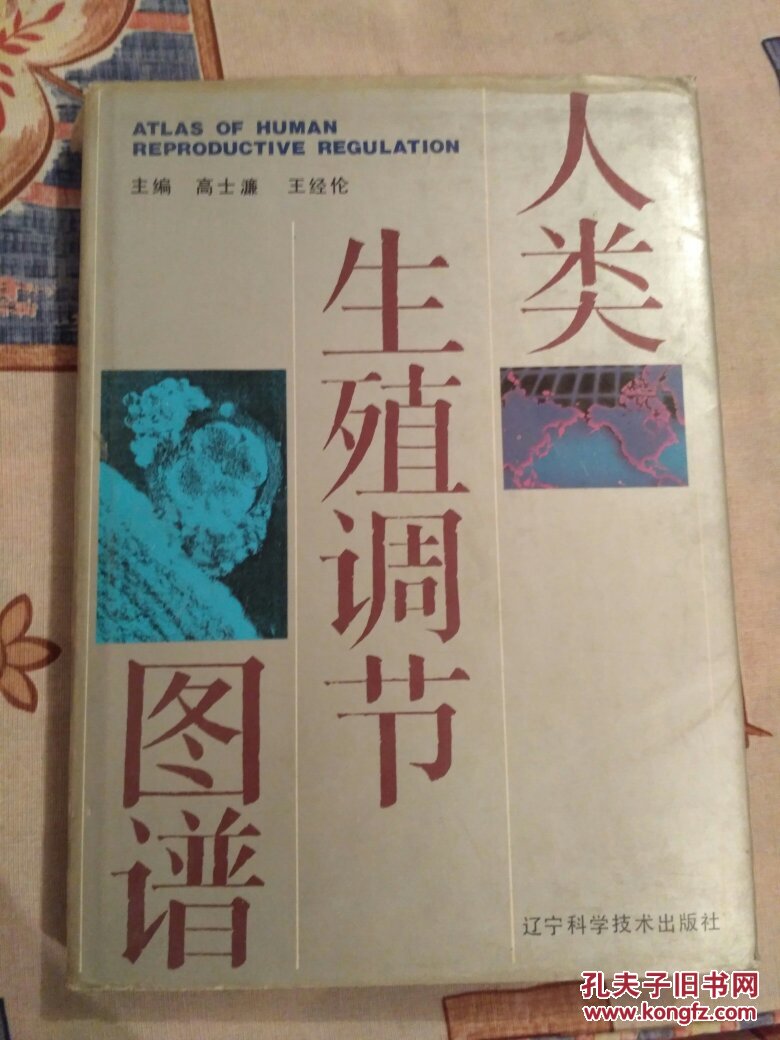 ATLAS OF HUMAN
REPRODUCTIVE REGULATION
主编 高士濂 王经伦
人类
生殖调节
图谱
辽宁科学技术出版社
孔夫子旧书网
www.kongfz.com